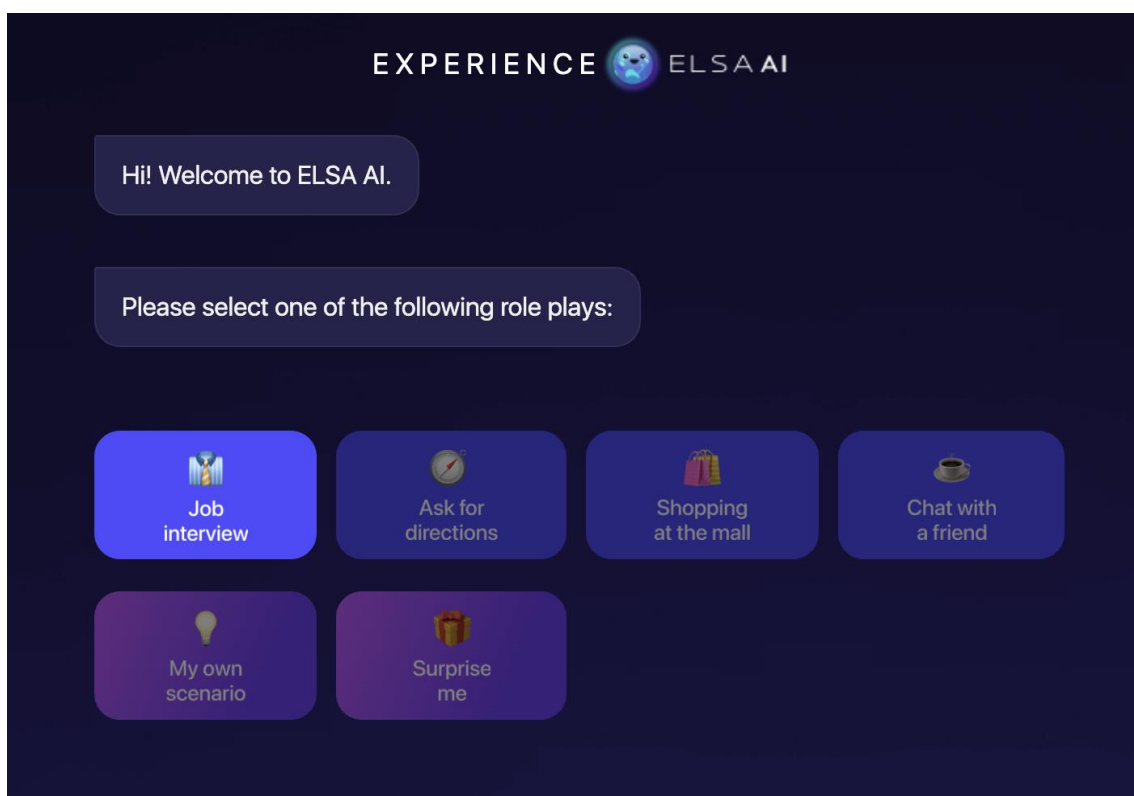 EXPERIENCE ELSA AI
Hi! Welcome to ELSA AI.
Please select one of the following role plays:
Job
interview
Ask for
directions
Shopping
at the mall
Chat with
a friend
My own
scenario
Surprise
me